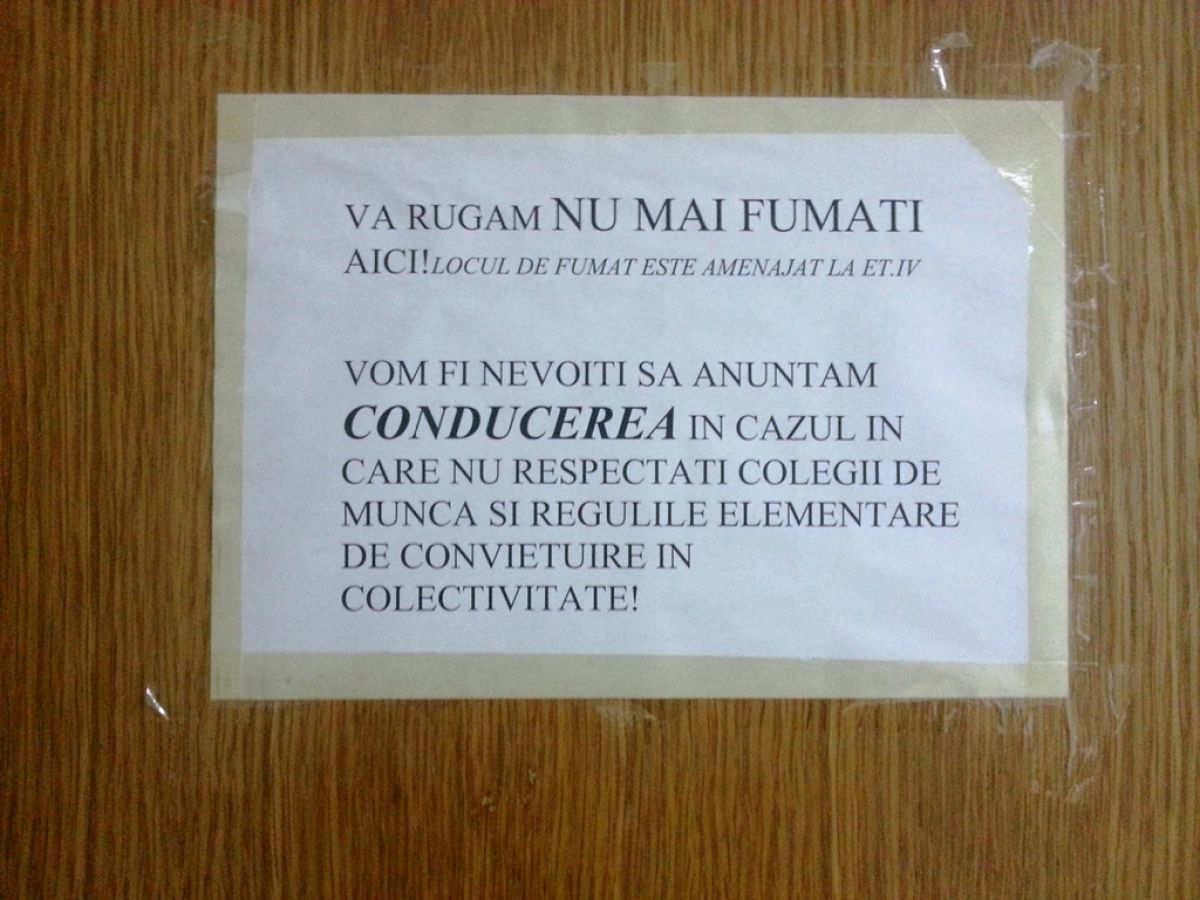 VA RUGAM NU MAI FUMATI
AICI! LOCUL DE FUMAT ESTE AMENAJAT LA ET.IV
VOM FI NEVOITI SA ANUNTAM
CONDUCEREA IN CAZUL IN
CARE NU RESPECTATI COLEGII DE
MUNCA SI REGULILE ELEMENTARE
DE CONVIETUIRE IN
COLECTIVITATE!